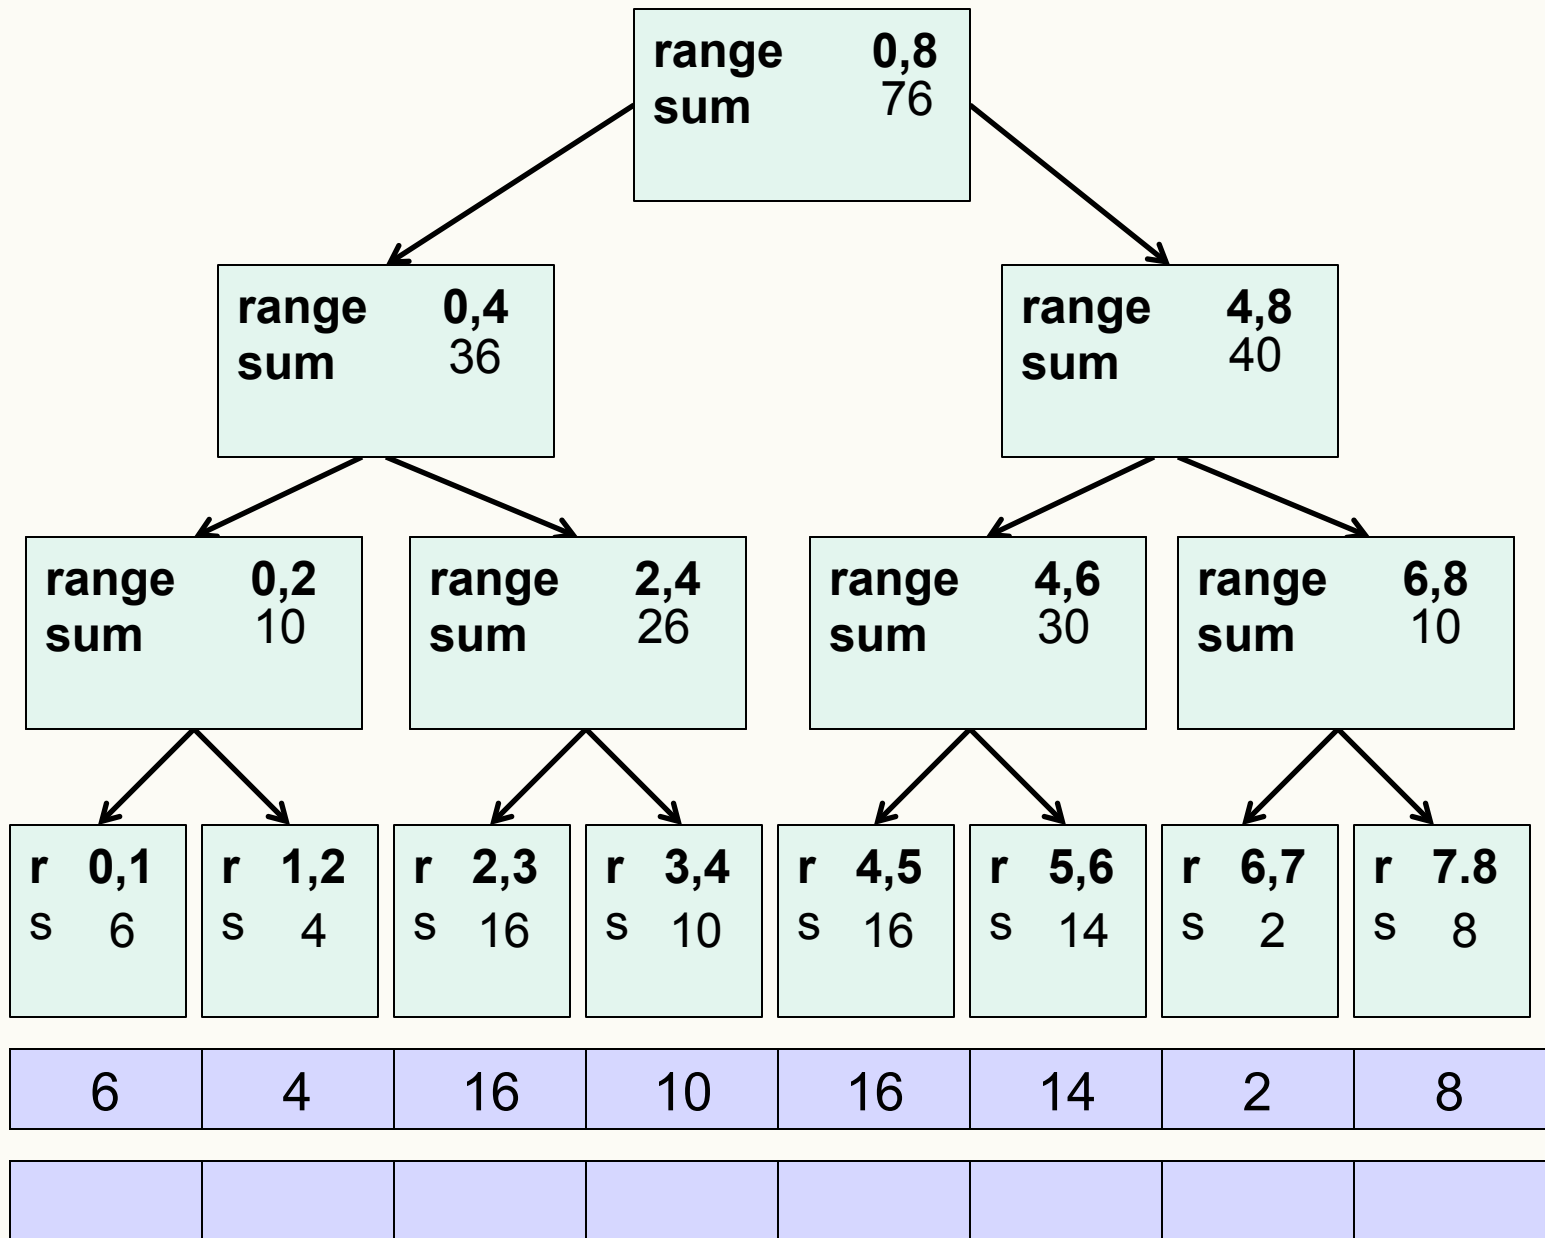 range 0,8
sum 76
range 0,4
sum 36
range 4,8
sum 40
range 0,2
sum 10
range 2,4
sum 26
range 4,6
sum 30
range 6,8
sum 10
r 0,1
s 6
r 1,2
s 4
r 2,3
s 16
r 3,4
s 10
r 4,5
s 16
r 5,6
s 14
r 6,7
s 2
r 7.8
s 8
6 4 16 10 16 14 2 8